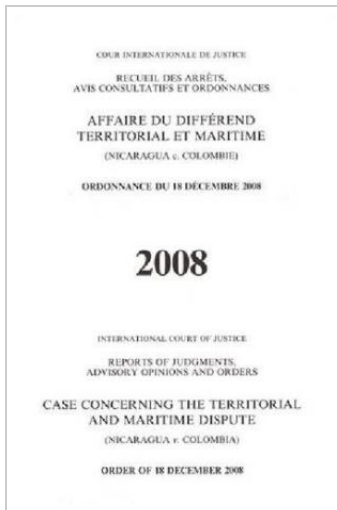 COUR INTERNATIONALE DE JUSTICE
RECUEIL DES ARRÊTS,
AVIS CONSULTATIFS ET ORDONNANCES
AFFAIRE DU DIFFÉREND
TERRITORIAL ET MARITIME
(NICARAGUA c. COLOMBIE)
ORDONNANCE DU 18 DÉCEMBRE 2008
2008
INTERNATIONAL COURT OF JUSTICE
REPORTS OF JUDGMENTS,
ADVISORY OPINIONS AND ORDERS
CASE CONCERNING THE TERRITORIAL
AND MARITIME DISPUTE
(NICARAGUA v. COLOMBIA)
ORDER OF 18 DECEMBER 2008